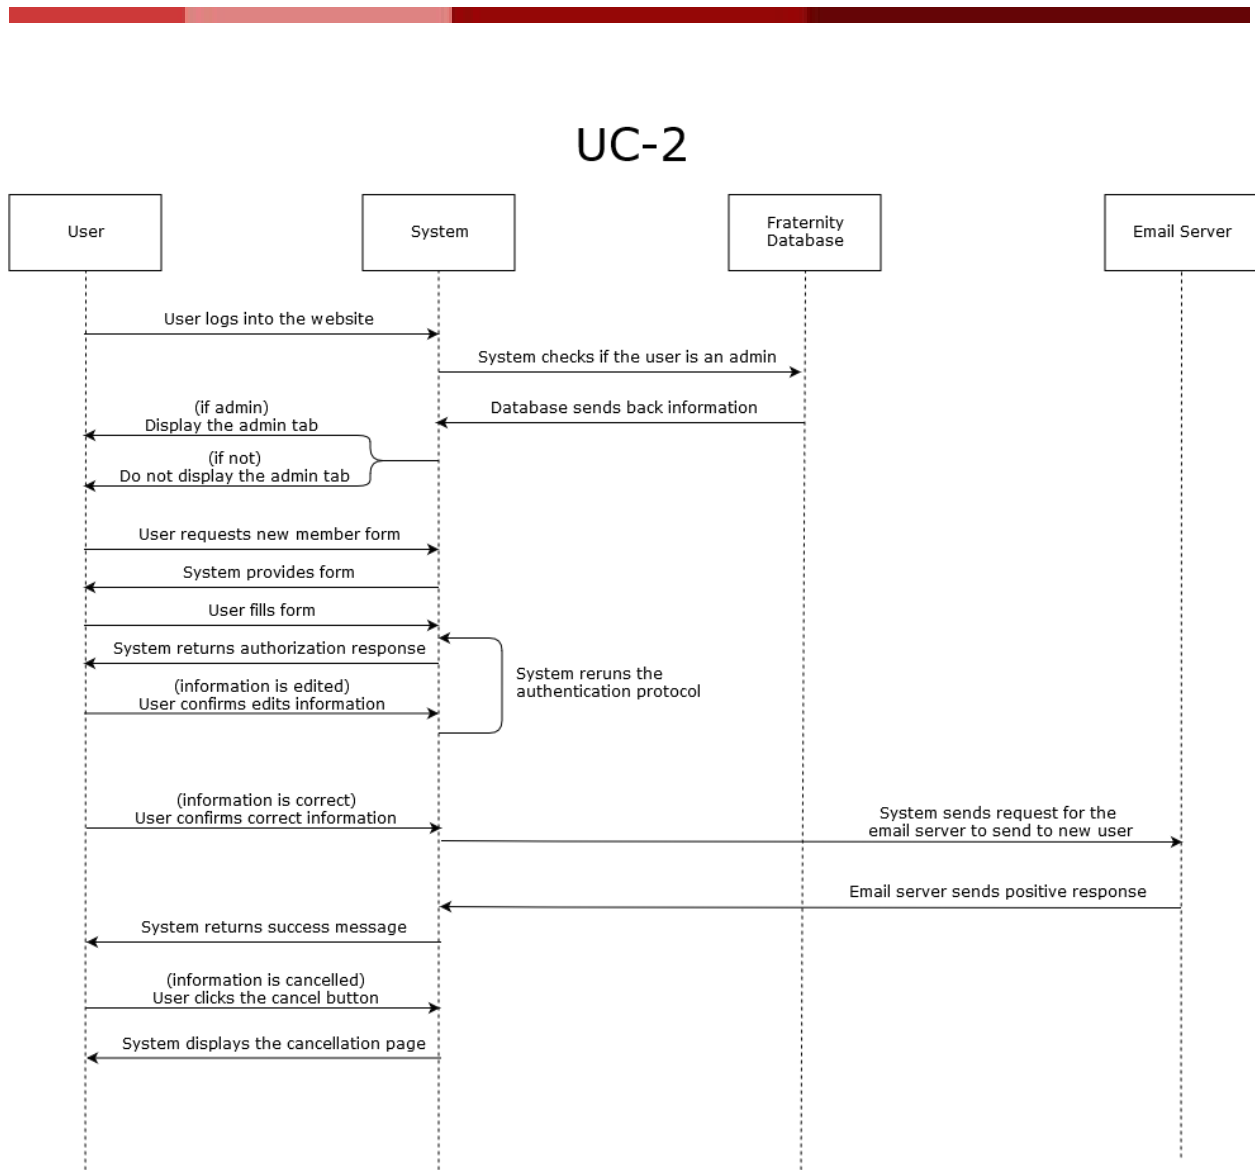 UC-2
User
System
Fraternity
Database
Email Server
User logs into the website
System checks if the user is an admin
Database sends back information
(if admin)
Display the admin tab
(if not)
Do not display the admin tab
User requests new member form
System provides form
User fills form
System returns authorization response
System reruns the
authentication protocol
(information is edited)
User confirms edits information
(information is correct)
User confirms correct information
System sends request for the
email server to send to new user
Email server sends positive response
System returns success message
(information is cancelled)
User clicks the cancel button
System displays the cancellation page